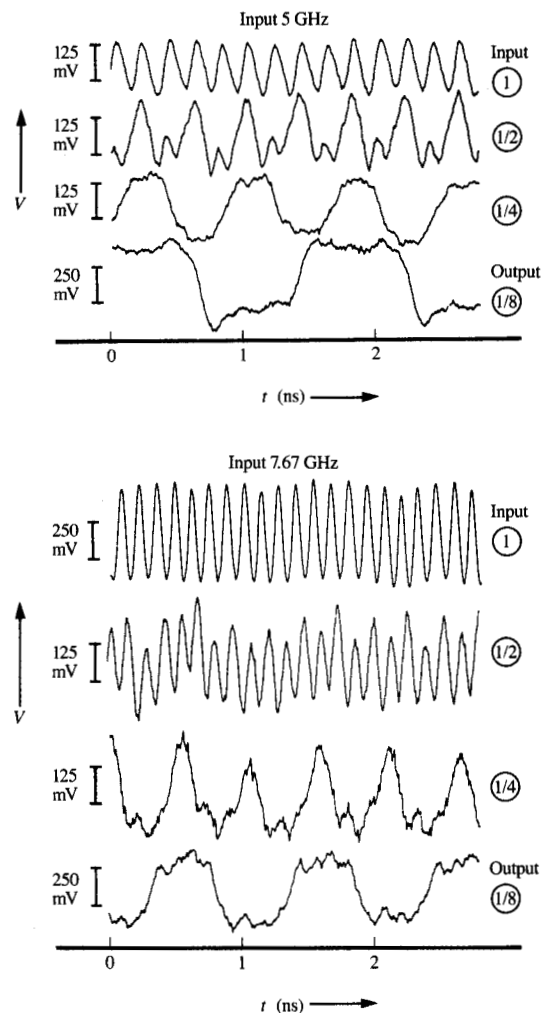 Input 5 GHz
125 mV
Input
1
125 mV
1/2
125 mV
1/4
250 mV
Output
1/8
V
0 1 2
t (ns)
Input 7.67 GHz
250 mV
Input
1
125 mV
1/2
125 mV
1/4
250 mV
Output
1/8
V
0 1 2
t (ns)